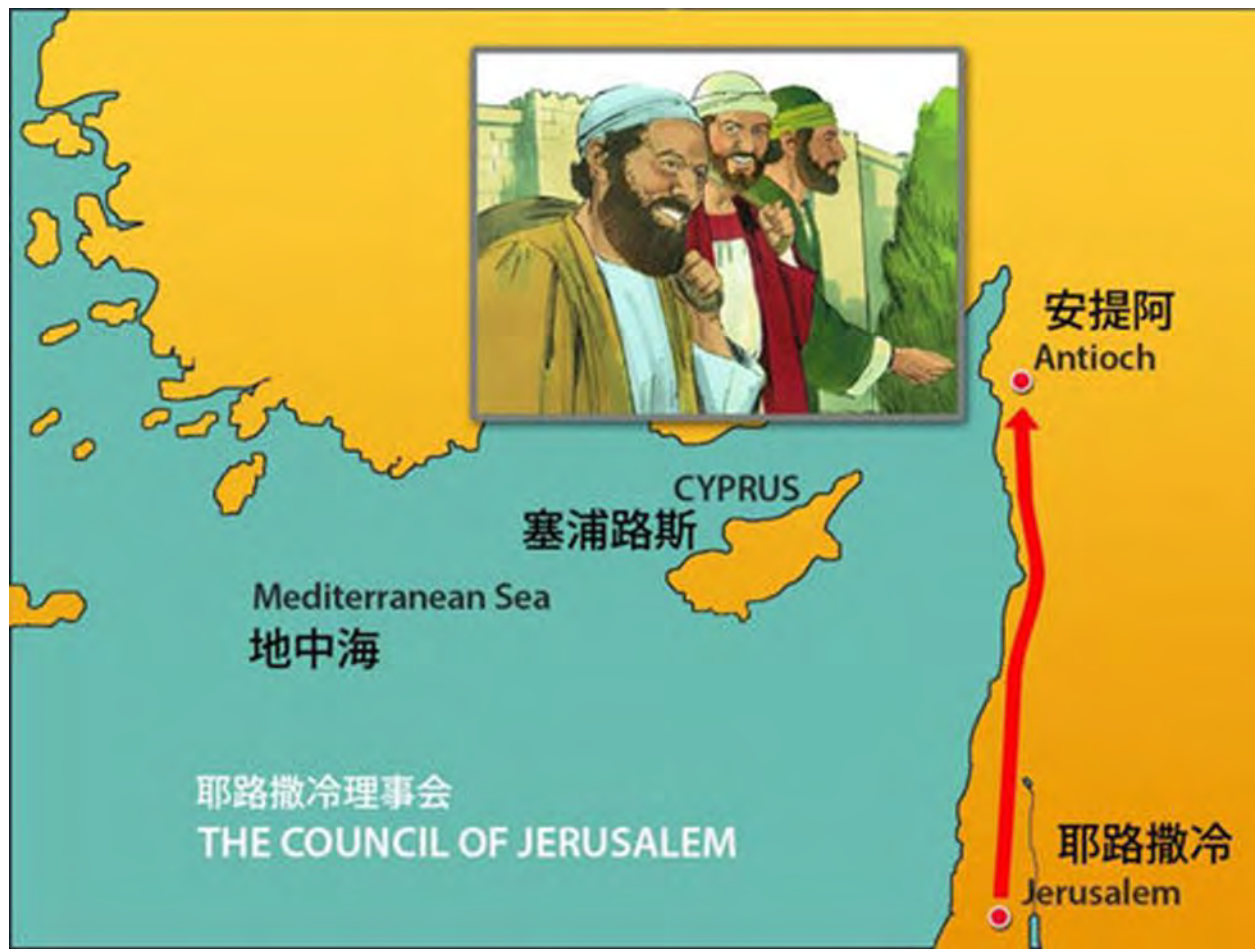 安提阿
Antioch
CYPRUS
塞浦路斯
Mediterranean Sea
地中海
耶路撒冷理事会
THE COUNCIL OF JERUSALEM
耶路撒冷
Jerusalem